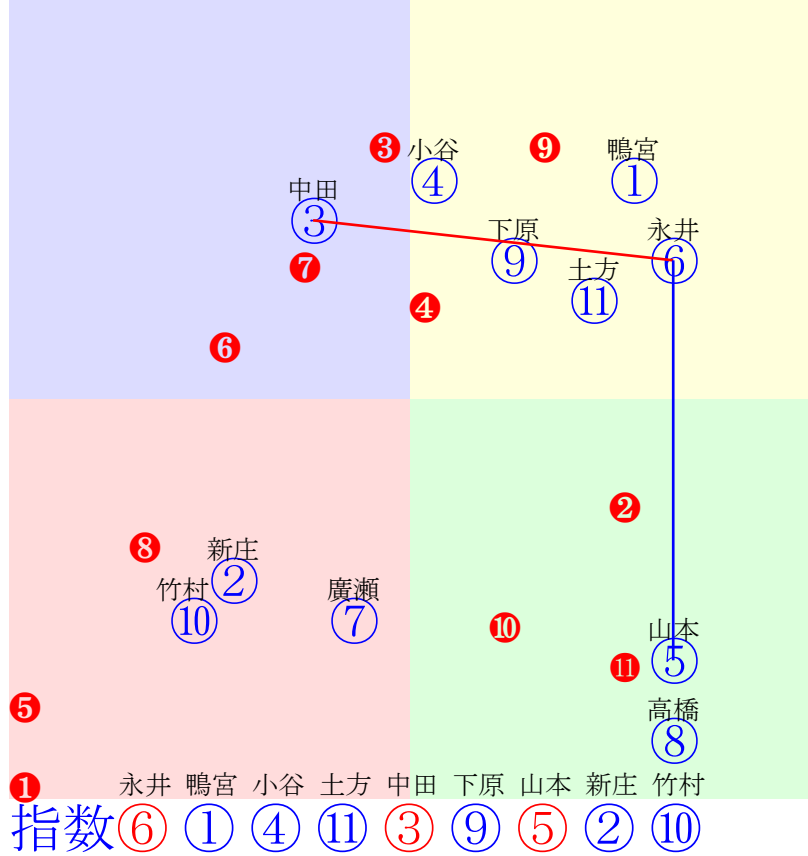 ❸ 小谷 ❾ 鴨宮
④ ①
中田
③ 下原 永井
⑨ ⑥
❼ 土方
⑪
❹
❻
❷
❽ 新庄
②
竹村 廣瀬
⑩ ⑦
❿ 山本
⑤
⓫
❺ 高橋
⑧
❶ 永井 鴨宮 小谷 土方 中田 下原 山本 新庄 竹村
指数 ⑥ ① ④ ⑪ ③ ⑨ ⑤ ② ⑩